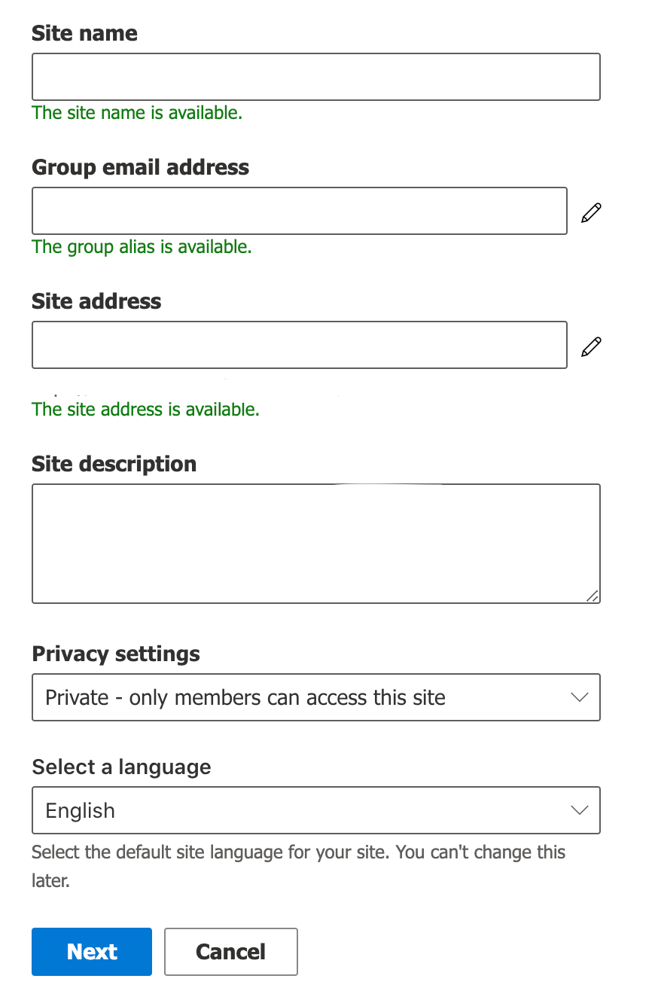 Site name
The site name is available.
Group email address
The group alias is available.
Site address
The site address is available.
Site description
Privacy settings
Private - only members can access this site
Select a language
English
Select the default site language for your site. You can't change this
later.
Next
Cancel